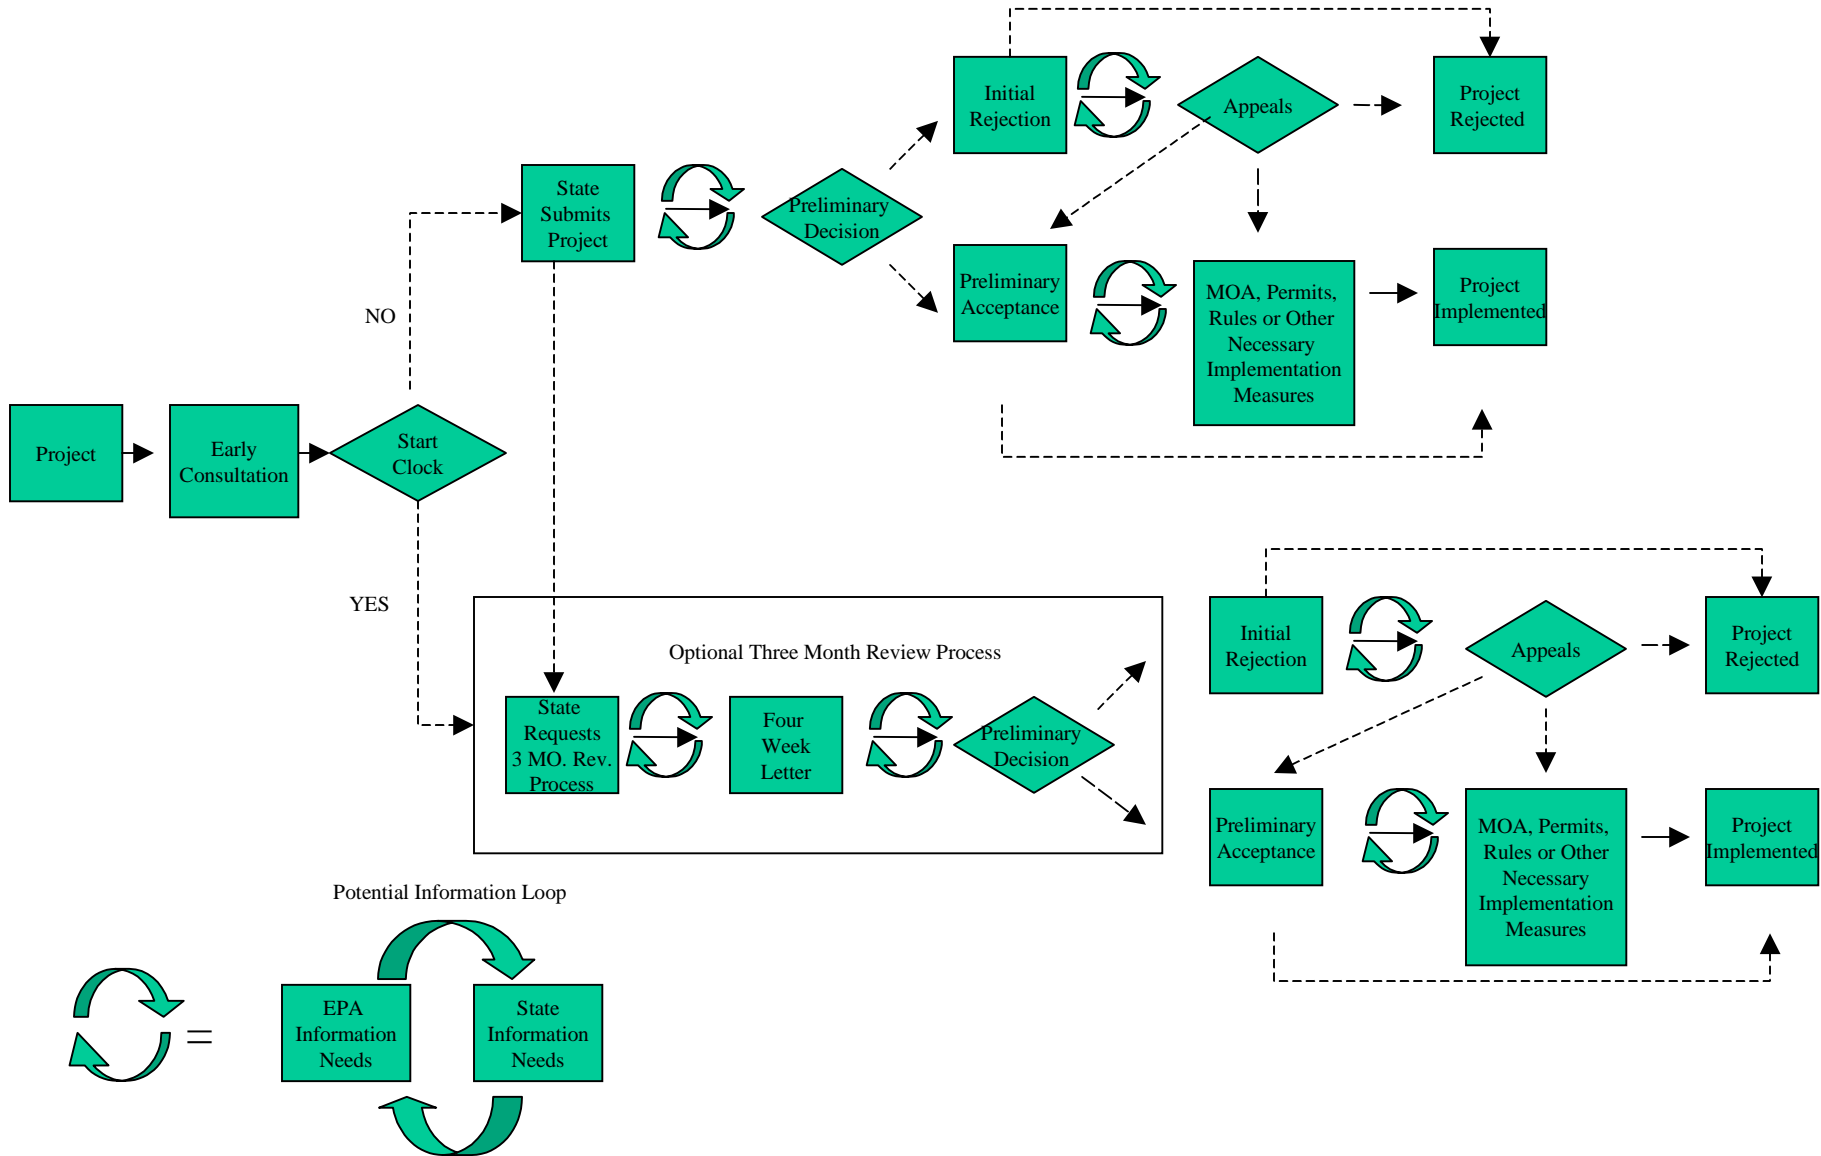 Initial
Rejection
Appeals
Project
Rejected
State
Submits
Project
Preliminary
Decision
Preliminary
Acceptance
MOA, Permits,
Rules or Other
Necessary
Implementation
Measures
Project
Implemented
NO
Project
Early
Consultation
Start
Clock
YES
Optional Three Month Review Process
State
Requests
3 MO. Rev.
Process
Four
Week
Letter
Preliminary
Decision
Initial
Rejection
Appeals
Project
Rejected
Preliminary
Acceptance
MOA, Permits,
Rules or Other
Necessary
Implementation
Measures
Project
Implemented
Potential Information Loop
=
EPA
Information
Needs
State
Information
Needs